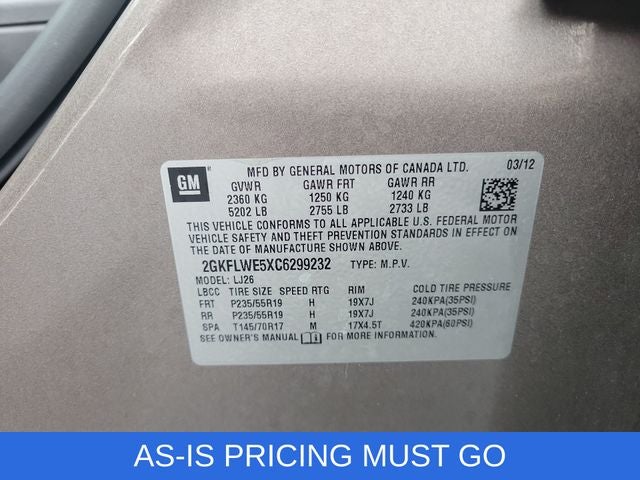 GM
MFD BY GENERAL MOTORS OF CANADA LTD. 03/12
GVWR GAWR FRT GAWR RR
2360 KG 1250 KG 1240 KG
5202 LB 2755 LB 2733 LB
THIS VEHICLE CONFORMS TO ALL APPLICABLE U.S. FEDERAL MOTOR
VEHICLE SAFETY AND THEFT PREVENTION STANDARDS IN EFFECT ON
THE DATE OF MANUFACTURE SHOWN ABOVE.
2GKFLWE5XC6299232 TYPE: M.P.V.
MODEL: LJ26
LBCC TIRE SIZE SPEED RTG RIM COLD TIRE PRESSURE
FRT P235/55R19 H 19X7J 240KPA(35PSI)
RR P235/55R19 H 19X7J 240KPA(35PSI)
SPA T145/70R17 M 17X4.5T 420KPA(60PSI)
SEE OWNER'S MANUAL FOR MORE INFORMATION.
AS-IS PRICING MUST GO